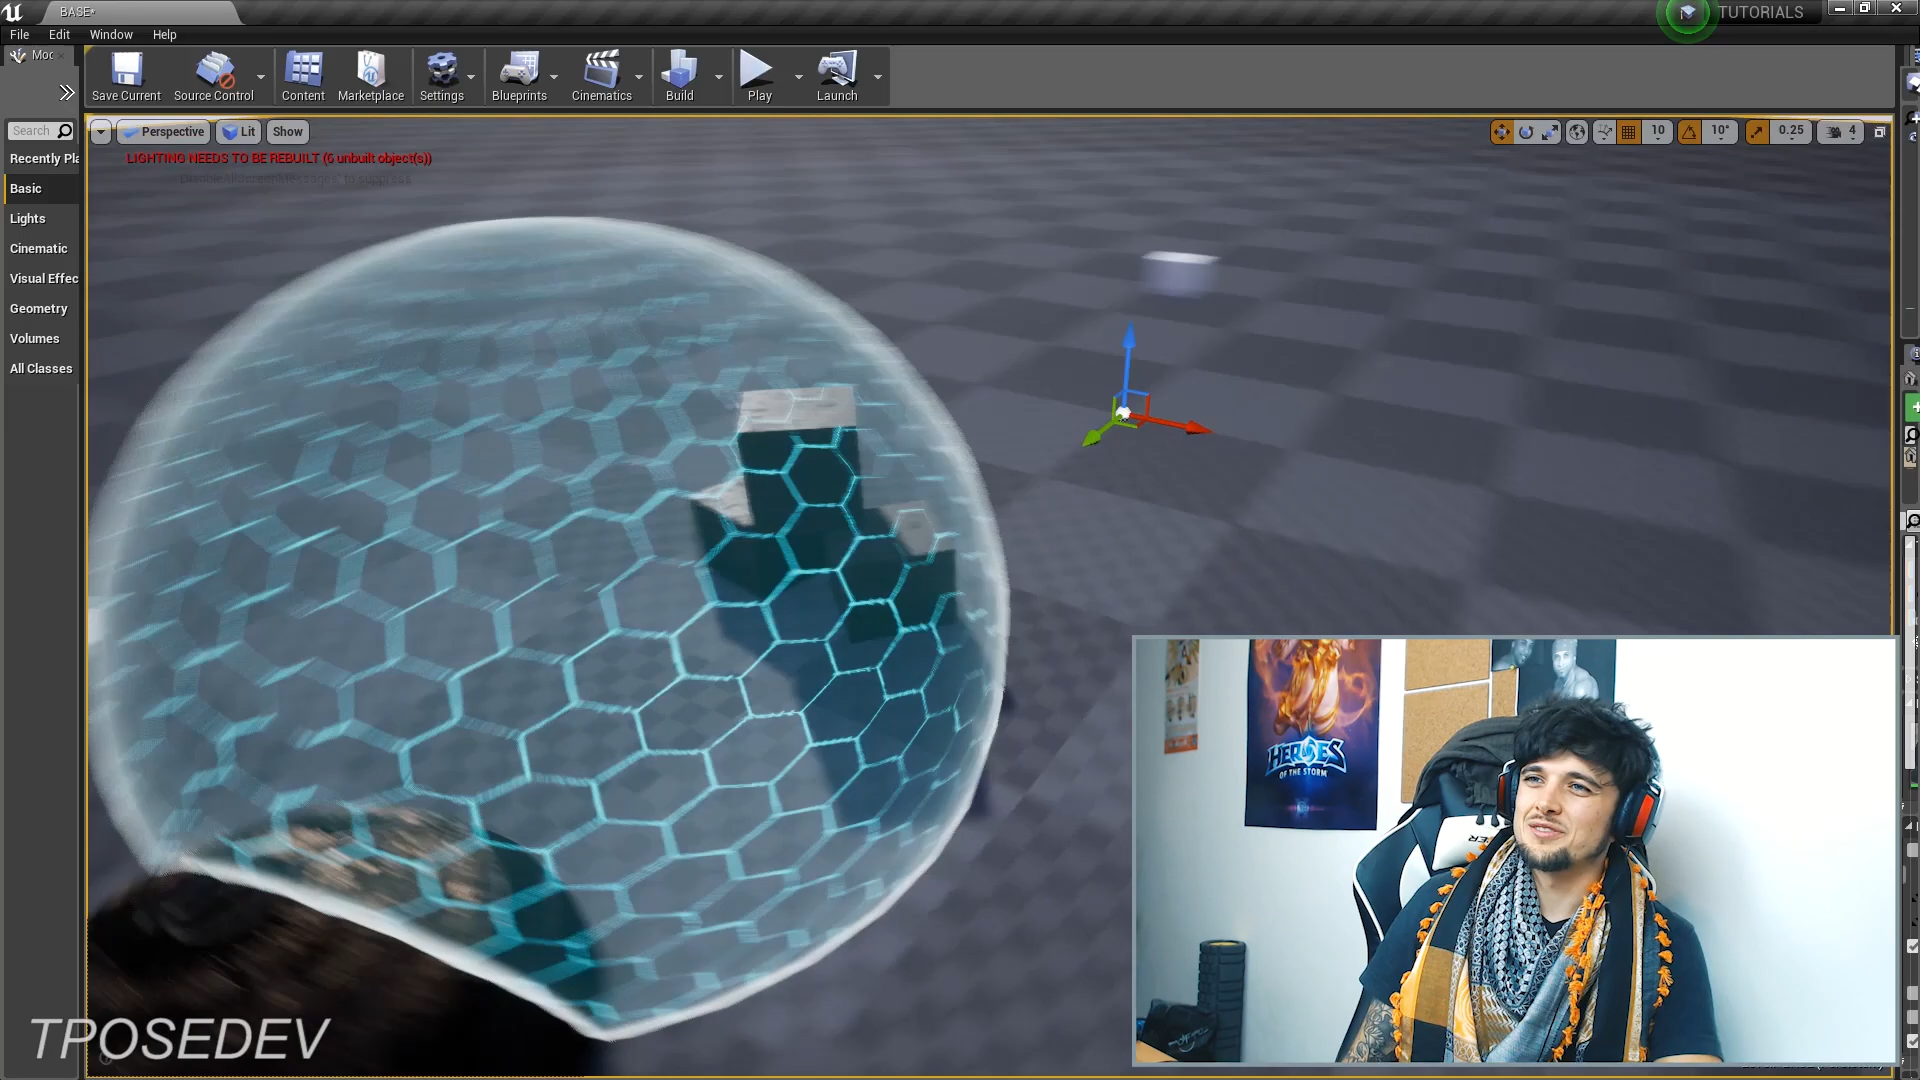 BASE*
TUTORIALS
File Edit Window Help
Save Current Source Control Content Marketplace Settings Blueprints Cinematics Build Play Launch
Search
Perspective Lit Show
10 10° 0.25 4
LIGHTING NEEDS TO BE REBUILT (6 unbuilt object(s))
to suppress
Recently Pla
Basic
Lights
Cinematic
Visual Effec
Geometry
Volumes
All Classes
HEROES
OF THE STORM
TPOSEDEV